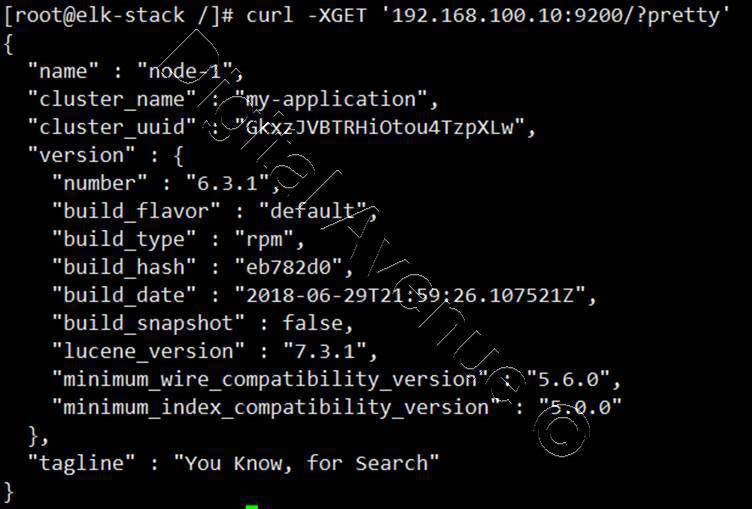 [root@elk-stack /]# curl -XGET '192.168.100.10:9200/?pretty'
{
  "name" : "node-1",
  "cluster_name" : "my-application",
  "cluster_uuid" : "GkxzJVBTRHiOtou4TzpXLw",
  "version" : {
    "number" : "6.3.1",
    "build_flavor" : "default",
    "build_type" : "rpm",
    "build_hash" : "eb782d0",
    "build_date" : "2018-06-29T21:59:26.107521Z",
    "build_snapshot" : false,
    "lucene_version" : "7.3.1",
    "minimum_wire_compatibility_version" : "5.6.0",
    "minimum_index_compatibility_version" : "5.0.0"
  },
  "tagline" : "You Know, for Search"
}
Digital Avenue ©